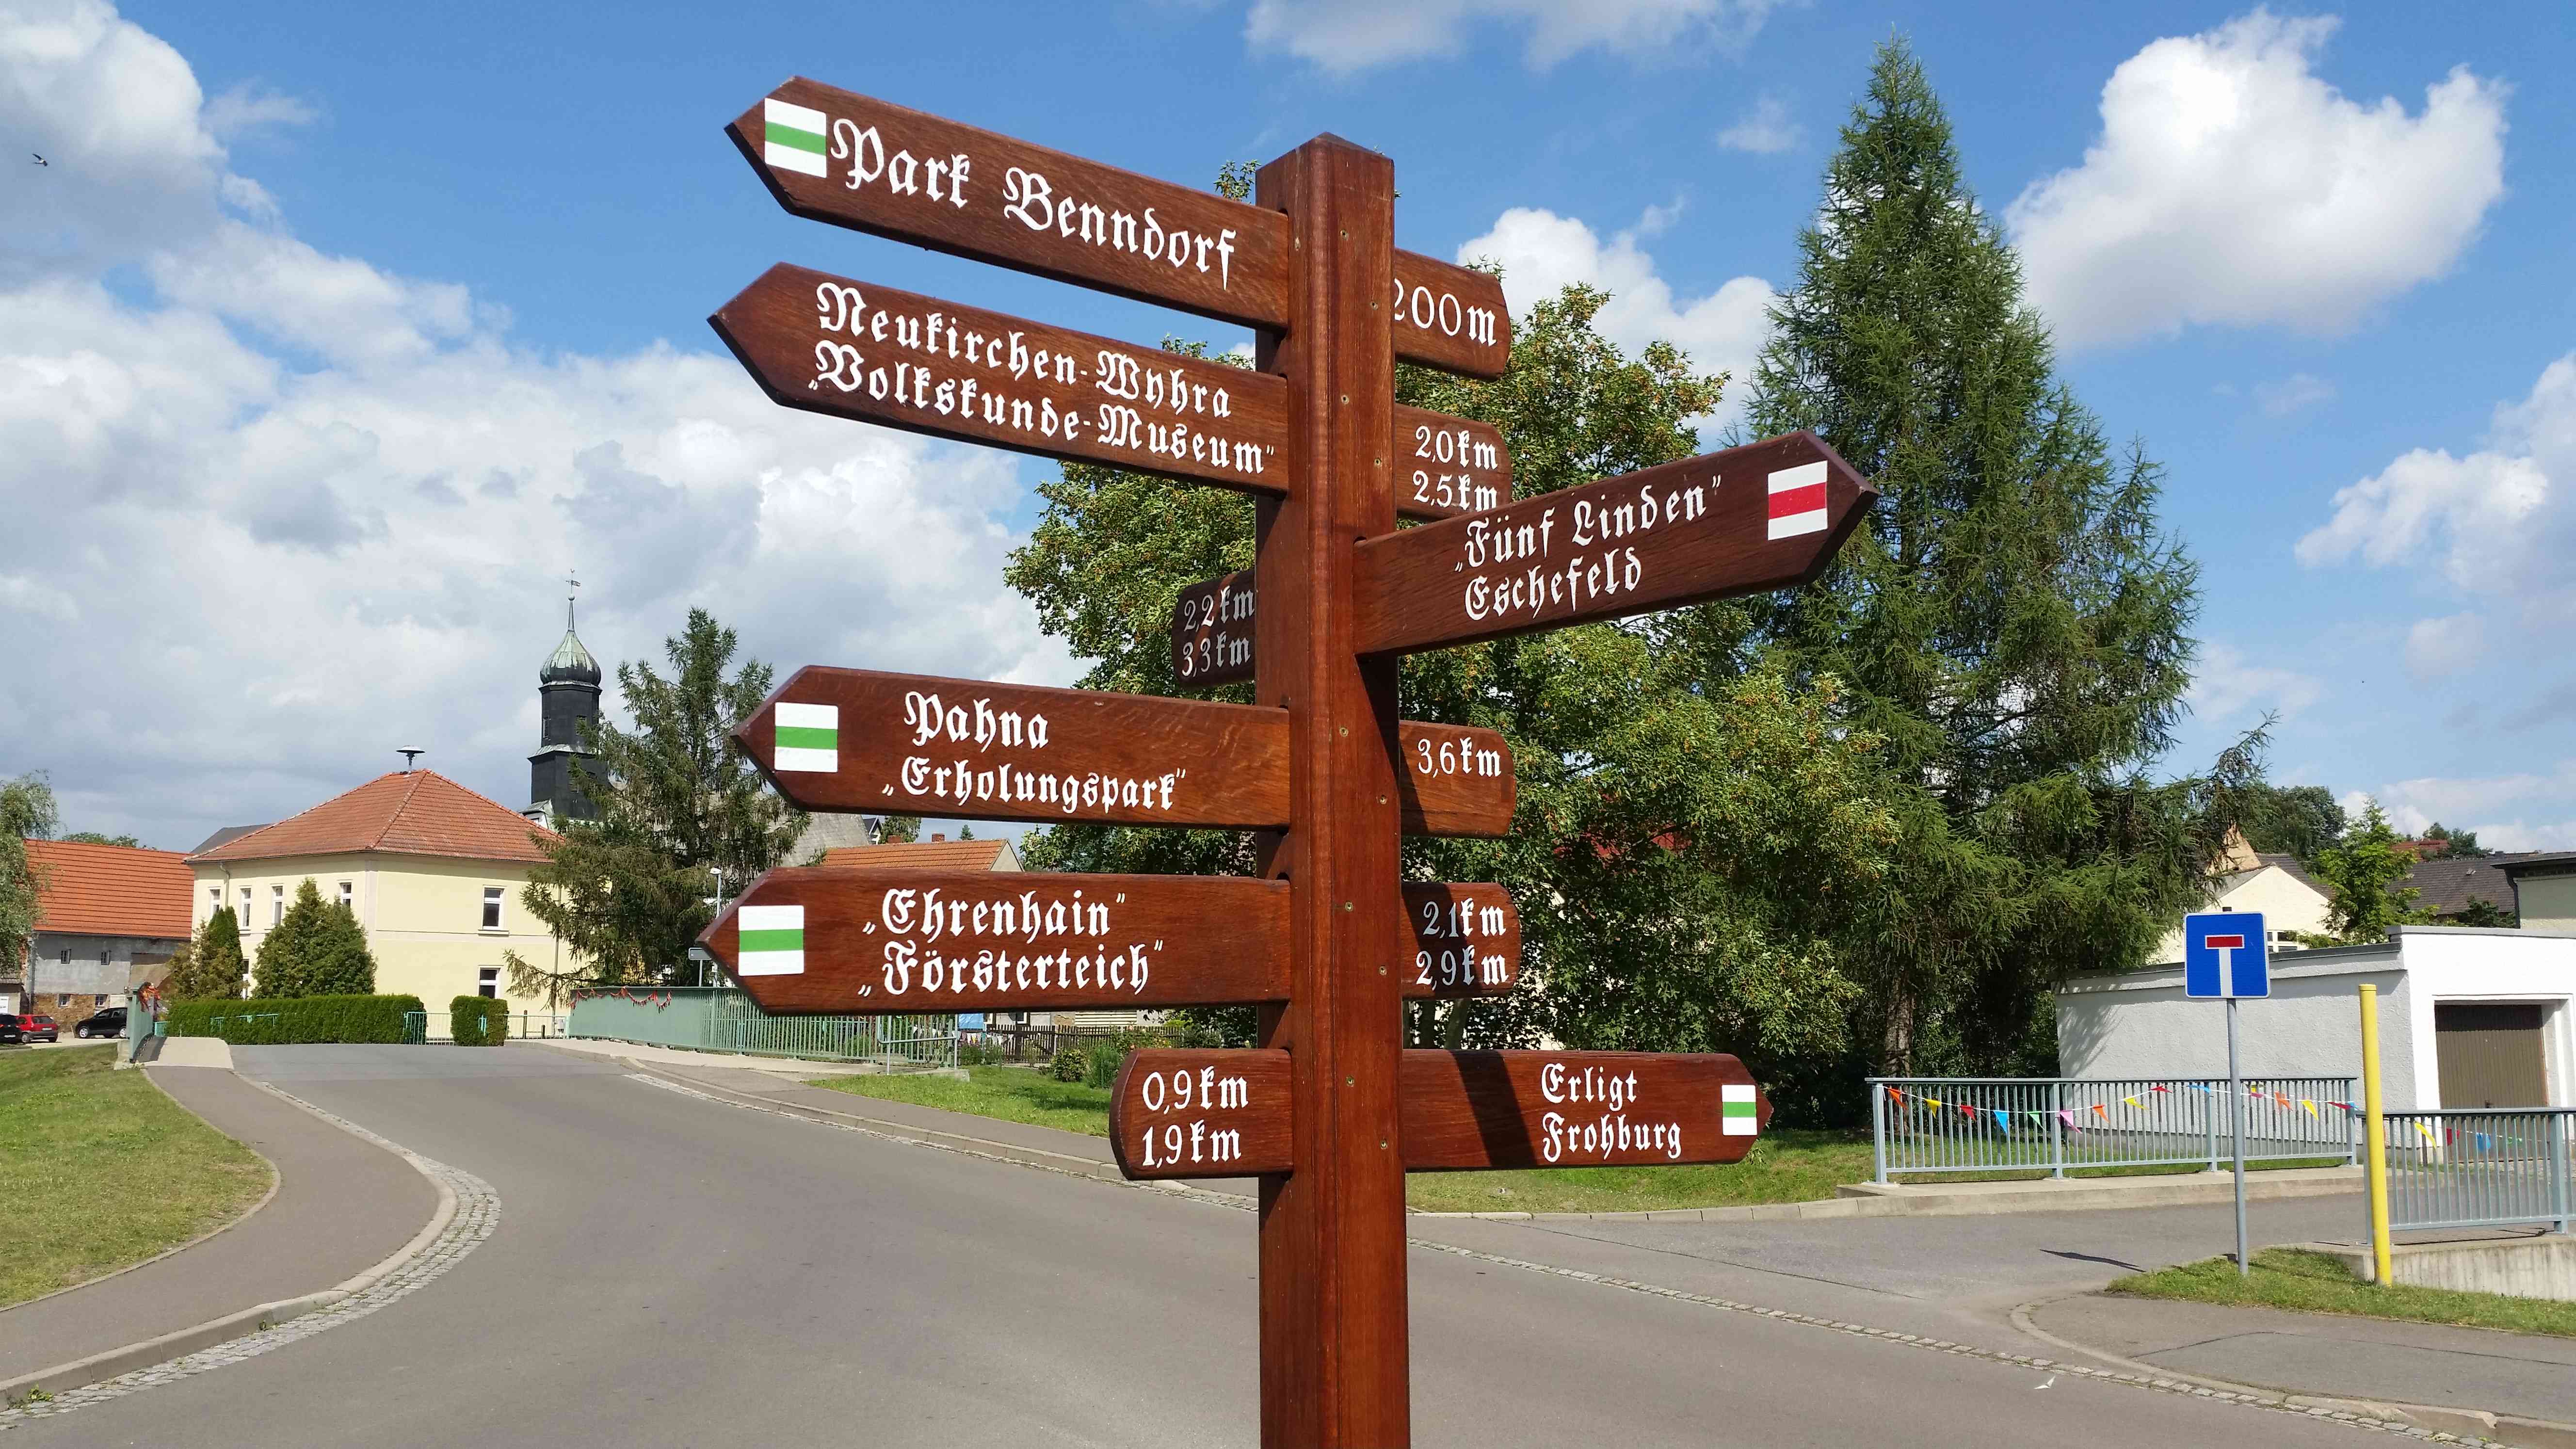 Park Benndorf
200m
Neukirchen-Wyhra
„Volkskunde-Museum"
2,0km
2,5km
„Fünf Linden"
Eschefeld
2,2km
3,3km
Pahna
„Erholungspark"
3,6km
„Ehrenhain"
„Försterteich"
2,1km
2,9km
0,9km
1,9km
Erligt
Frohburg